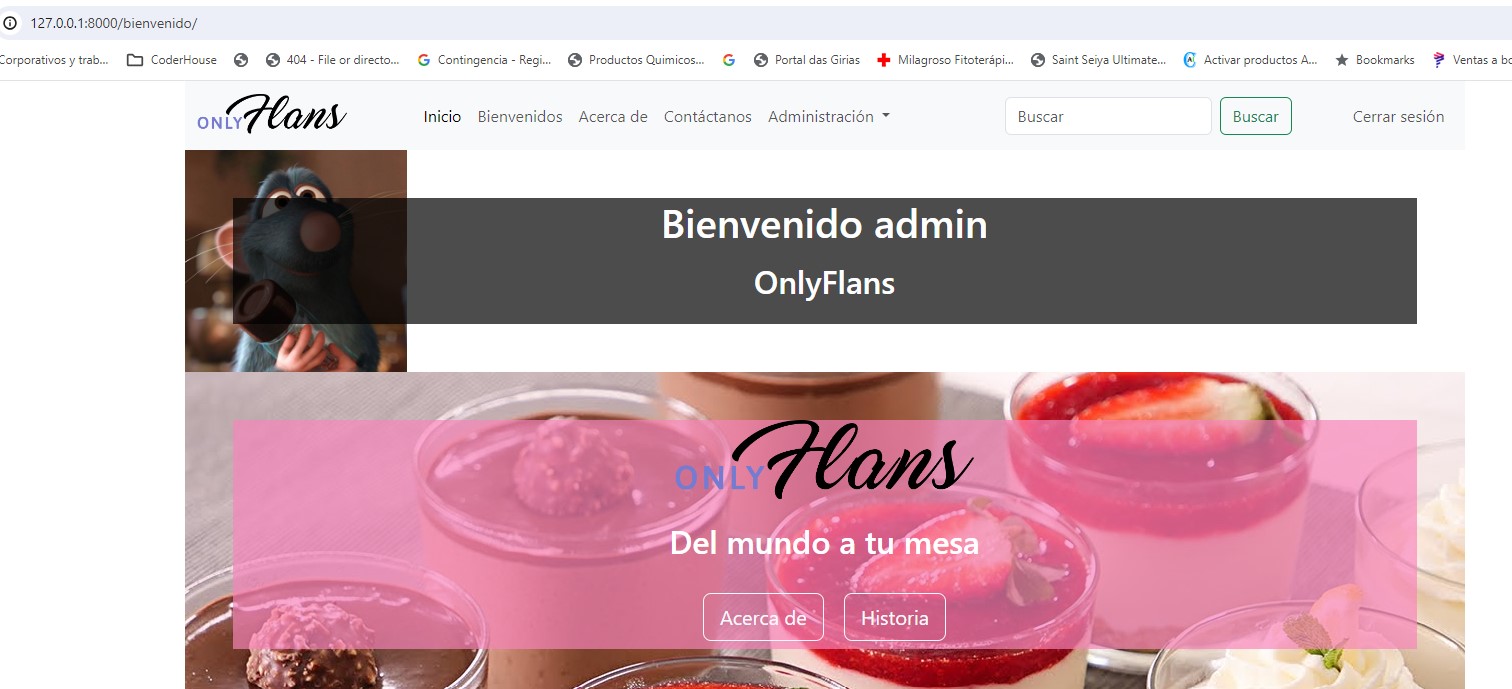 127.0.0.1:8000/bienvenido/
Corporativos y trab... CoderHouse 404 - File or directo... Contingencia - Regi... Productos Quimicos... Portal das Girias Milagroso Fitoterápi... Saint Seiya Ultimate... Activar productos A... Bookmarks Ventas a bo
ONLY Flans Inicio Bienvenidos Acerca de Contáctanos Administración Buscar Buscar Cerrar sesión
Bienvenido admin
OnlyFlans
ONLY Flans
Del mundo a tu mesa
Acerca de Historia